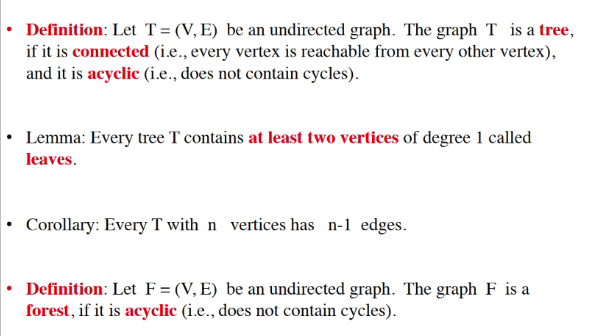 • Definition: Let T = (V, E) be an undirected graph. The graph T is a tree,
if it is connected (i.e., every vertex is reachable from every other vertex),
and it is acyclic (i.e., does not contain cycles).
• Lemma: Every tree T contains at least two vertices of degree 1 called
leaves.
• Corollary: Every T with n vertices has n-1 edges.
• Definition: Let F = (V, E) be an undirected graph. The graph F is a
forest, if it is acyclic (i.e., does not contain cycles).